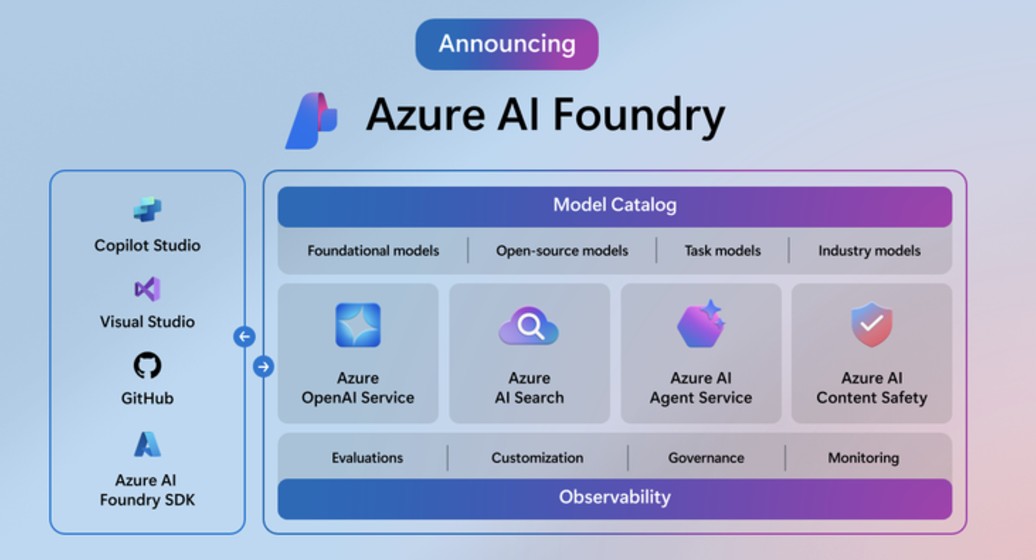 Announcing
Azure AI Foundry
Copilot Studio
Visual Studio
GitHub
Azure AI
Foundry SDK
Model Catalog
Foundational models
Open-source models
Task models
Industry models
Azure
OpenAI Service
Azure
AI Search
Azure AI
Agent Service
Azure AI
Content Safety
Evaluations
Customization
Governance
Monitoring
Observability